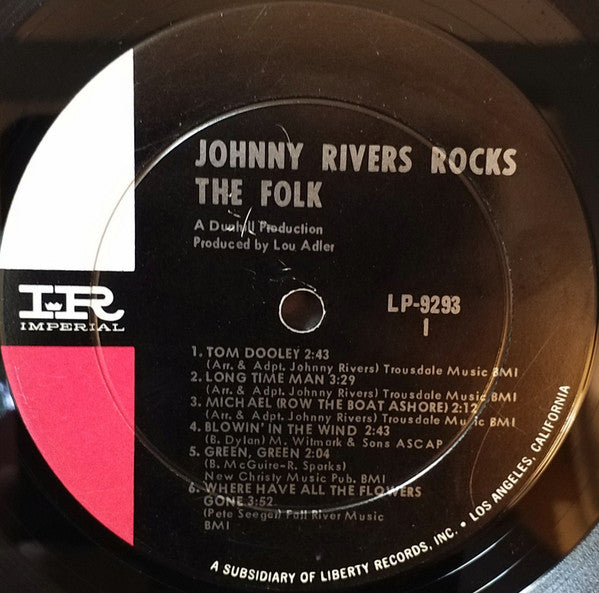 JOHNNY RIVERS ROCKS
THE FOLK
A Dunhill Production
Produced by Lou Adler
IR
IMPERIAL
LP-9293
1
1. TOM DOOLEY 2:43
(Arr. & Adpt. Johnny Rivers) Trousdale Music BMI
2. LONG TIME MAN 3:29
(Arr. & Adpt. Johnny Rivers) Trousdale Music BMI
3. MICHAEL (ROW THE BOAT ASHORE) 2:12
(Arr. & Adpt. Johnny Rivers) Trousdale Music BMI
4. BLOWIN' IN THE WIND 2:43
(B. Dylan) M. Witmark & Sons ASCAP
5. GREEN, GREEN 2:04
(B. McGuire-R. Sparks)
New Christy Music Pub. BMI
6. WHERE HAVE ALL THE FLOWERS
GONE 3:52
(Pete Seeger) Fall River Music
BMI
A SUBSIDIARY OF LIBERTY RECORDS, INC. • LOS ANGELES, CALIFORNIA